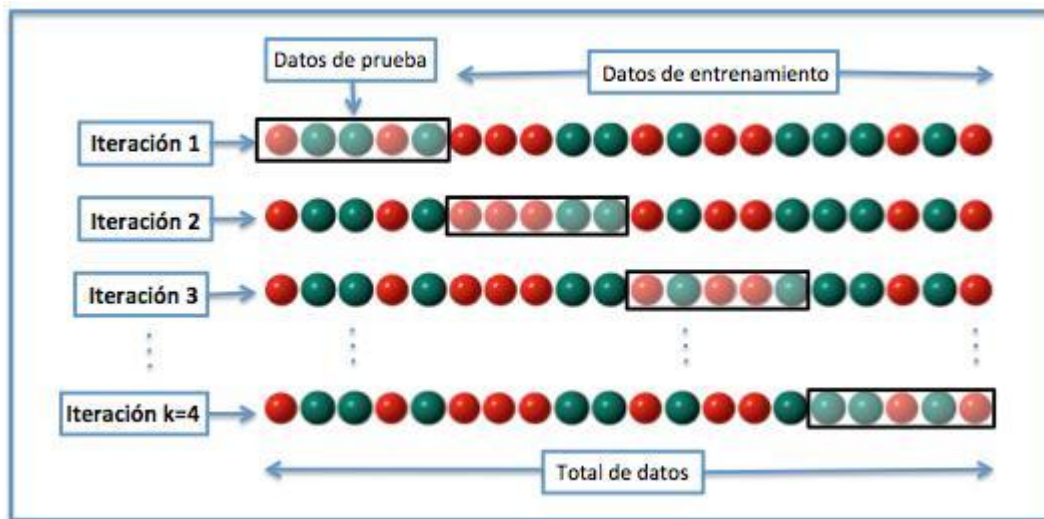 Datos de prueba
Datos de entrenamiento
Iteración 1
Iteración 2
Iteración 3
Iteración k=4
Total de datos